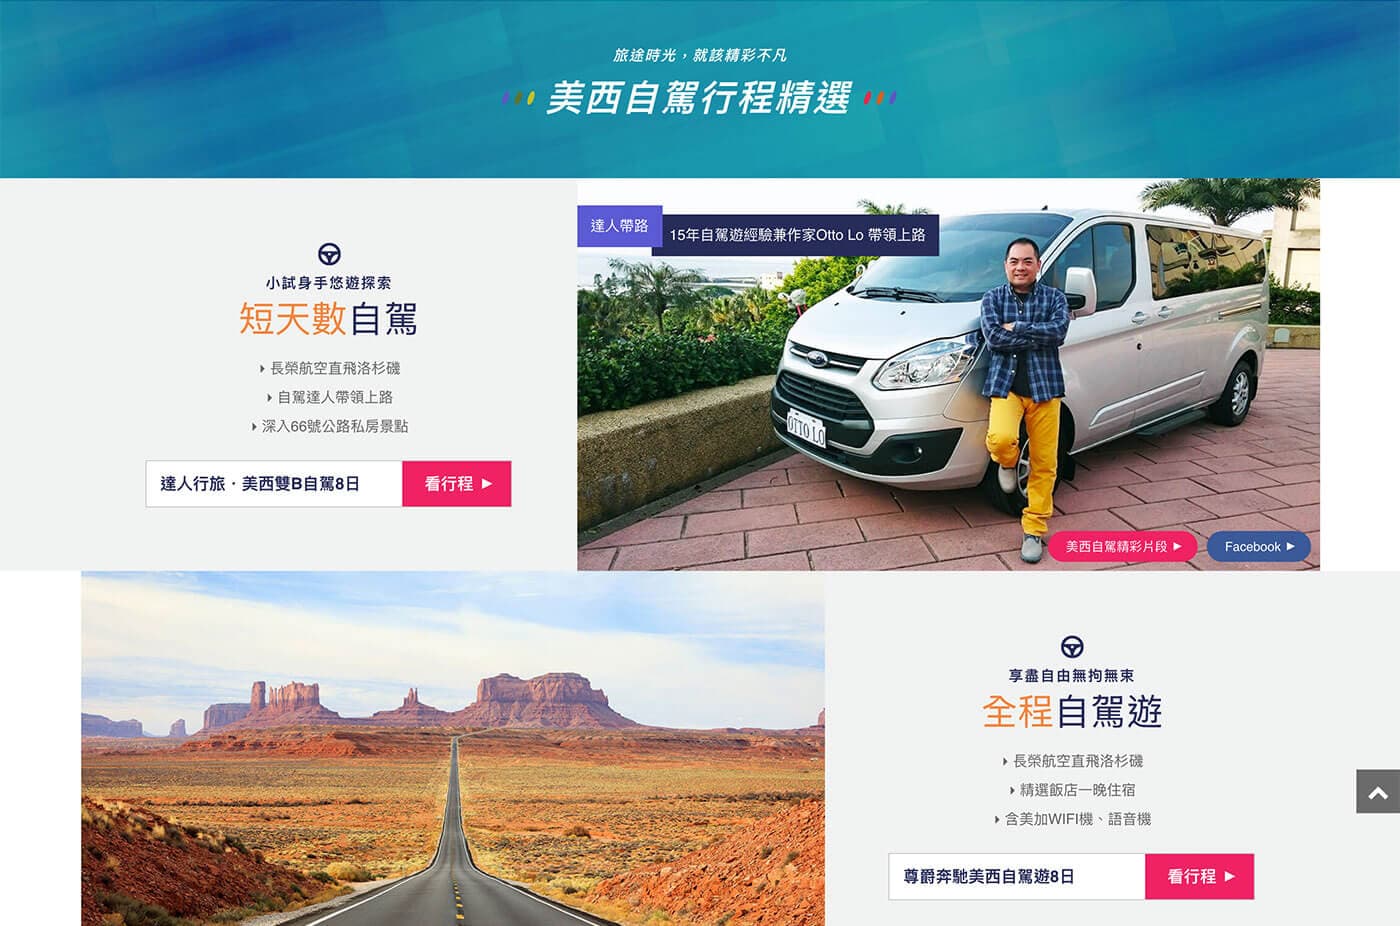 旅途時光，就該精彩不凡
美西自駕行程精選
小試身手悠遊探索
短天數自駕
長榮航空直飛洛杉磯
自駕達人帶領上路
深入66號公路私房景點
達人行旅・美西雙B自駕8日
看行程
達人帶路
15年自駕遊經驗兼作家Otto Lo 帶領上路
Ford
OTTO LO
美西自駕精彩片段
Facebook
享盡自由無拘無束
全程自駕遊
長榮航空直飛洛杉磯
精選飯店一晚住宿
含美加WIFI機、語音機
尊爵奔馳美西自駕遊8日
看行程